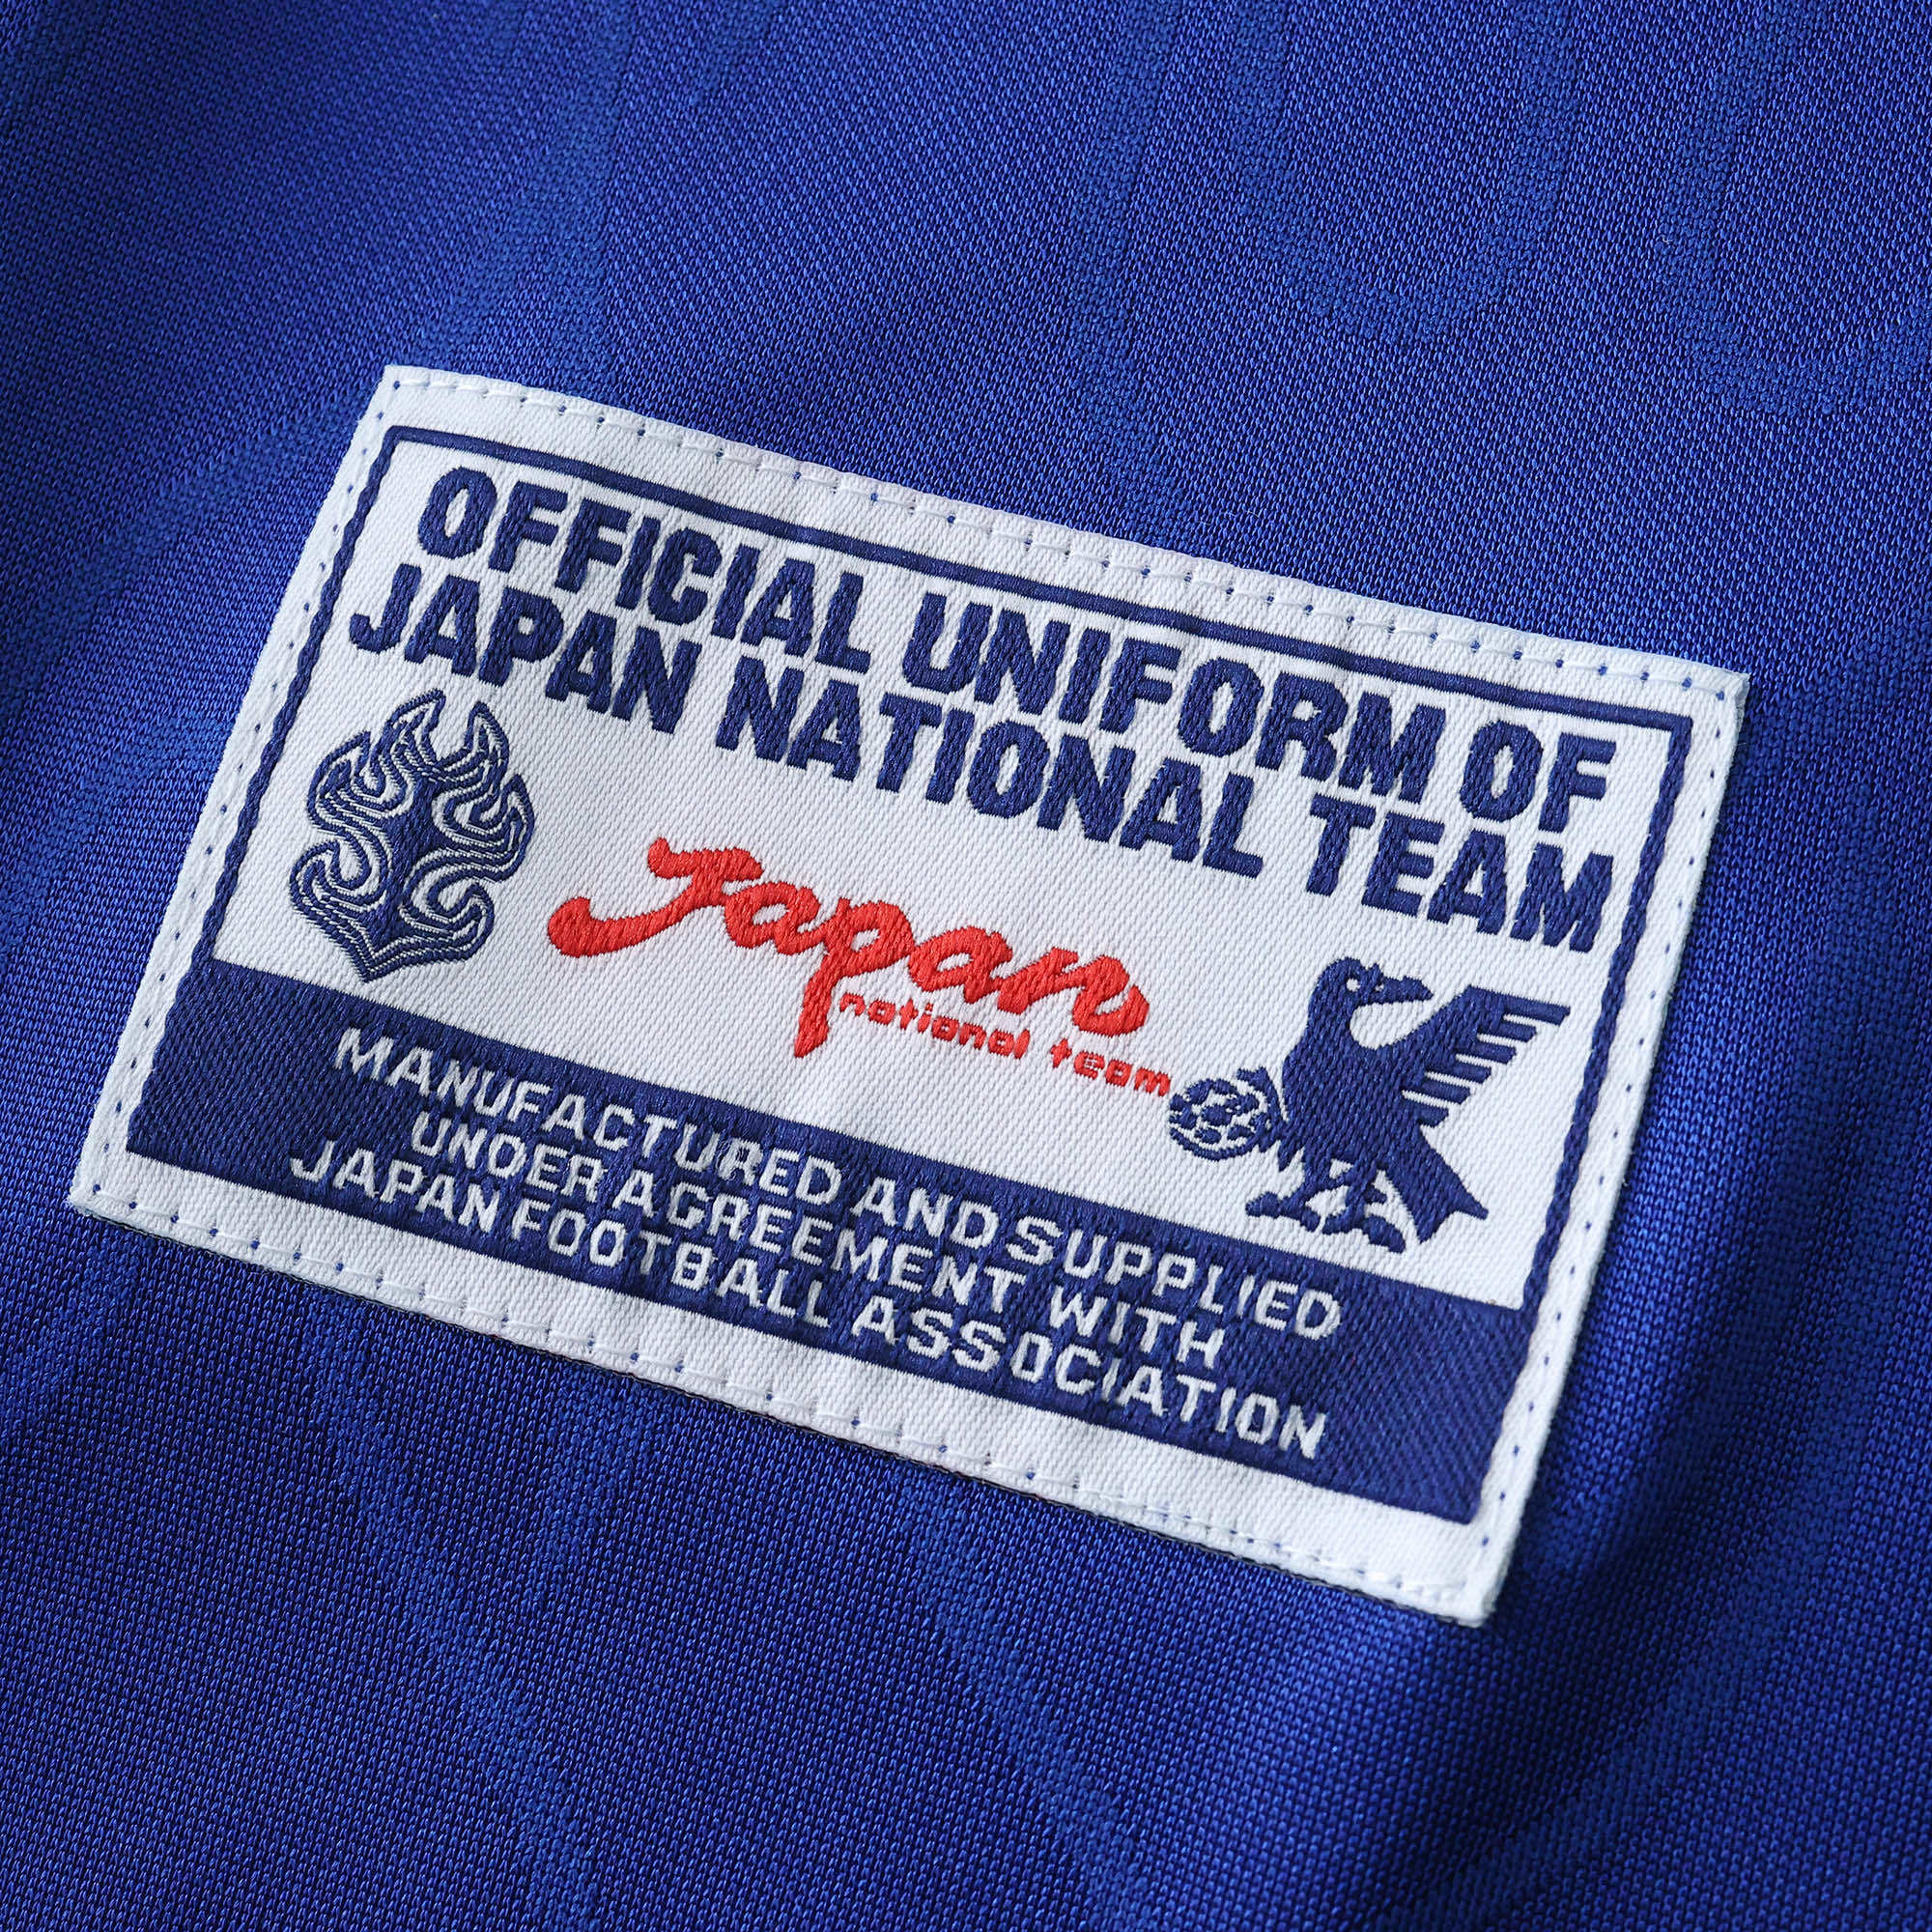 OFFICIAL UNIFORM OF
JAPAN NATIONAL TEAM
Japan
national team
MANUFACTURED AND SUPPLIED
UNDER AGREEMENT WITH
JAPAN FOOTBALL ASSOCIATION